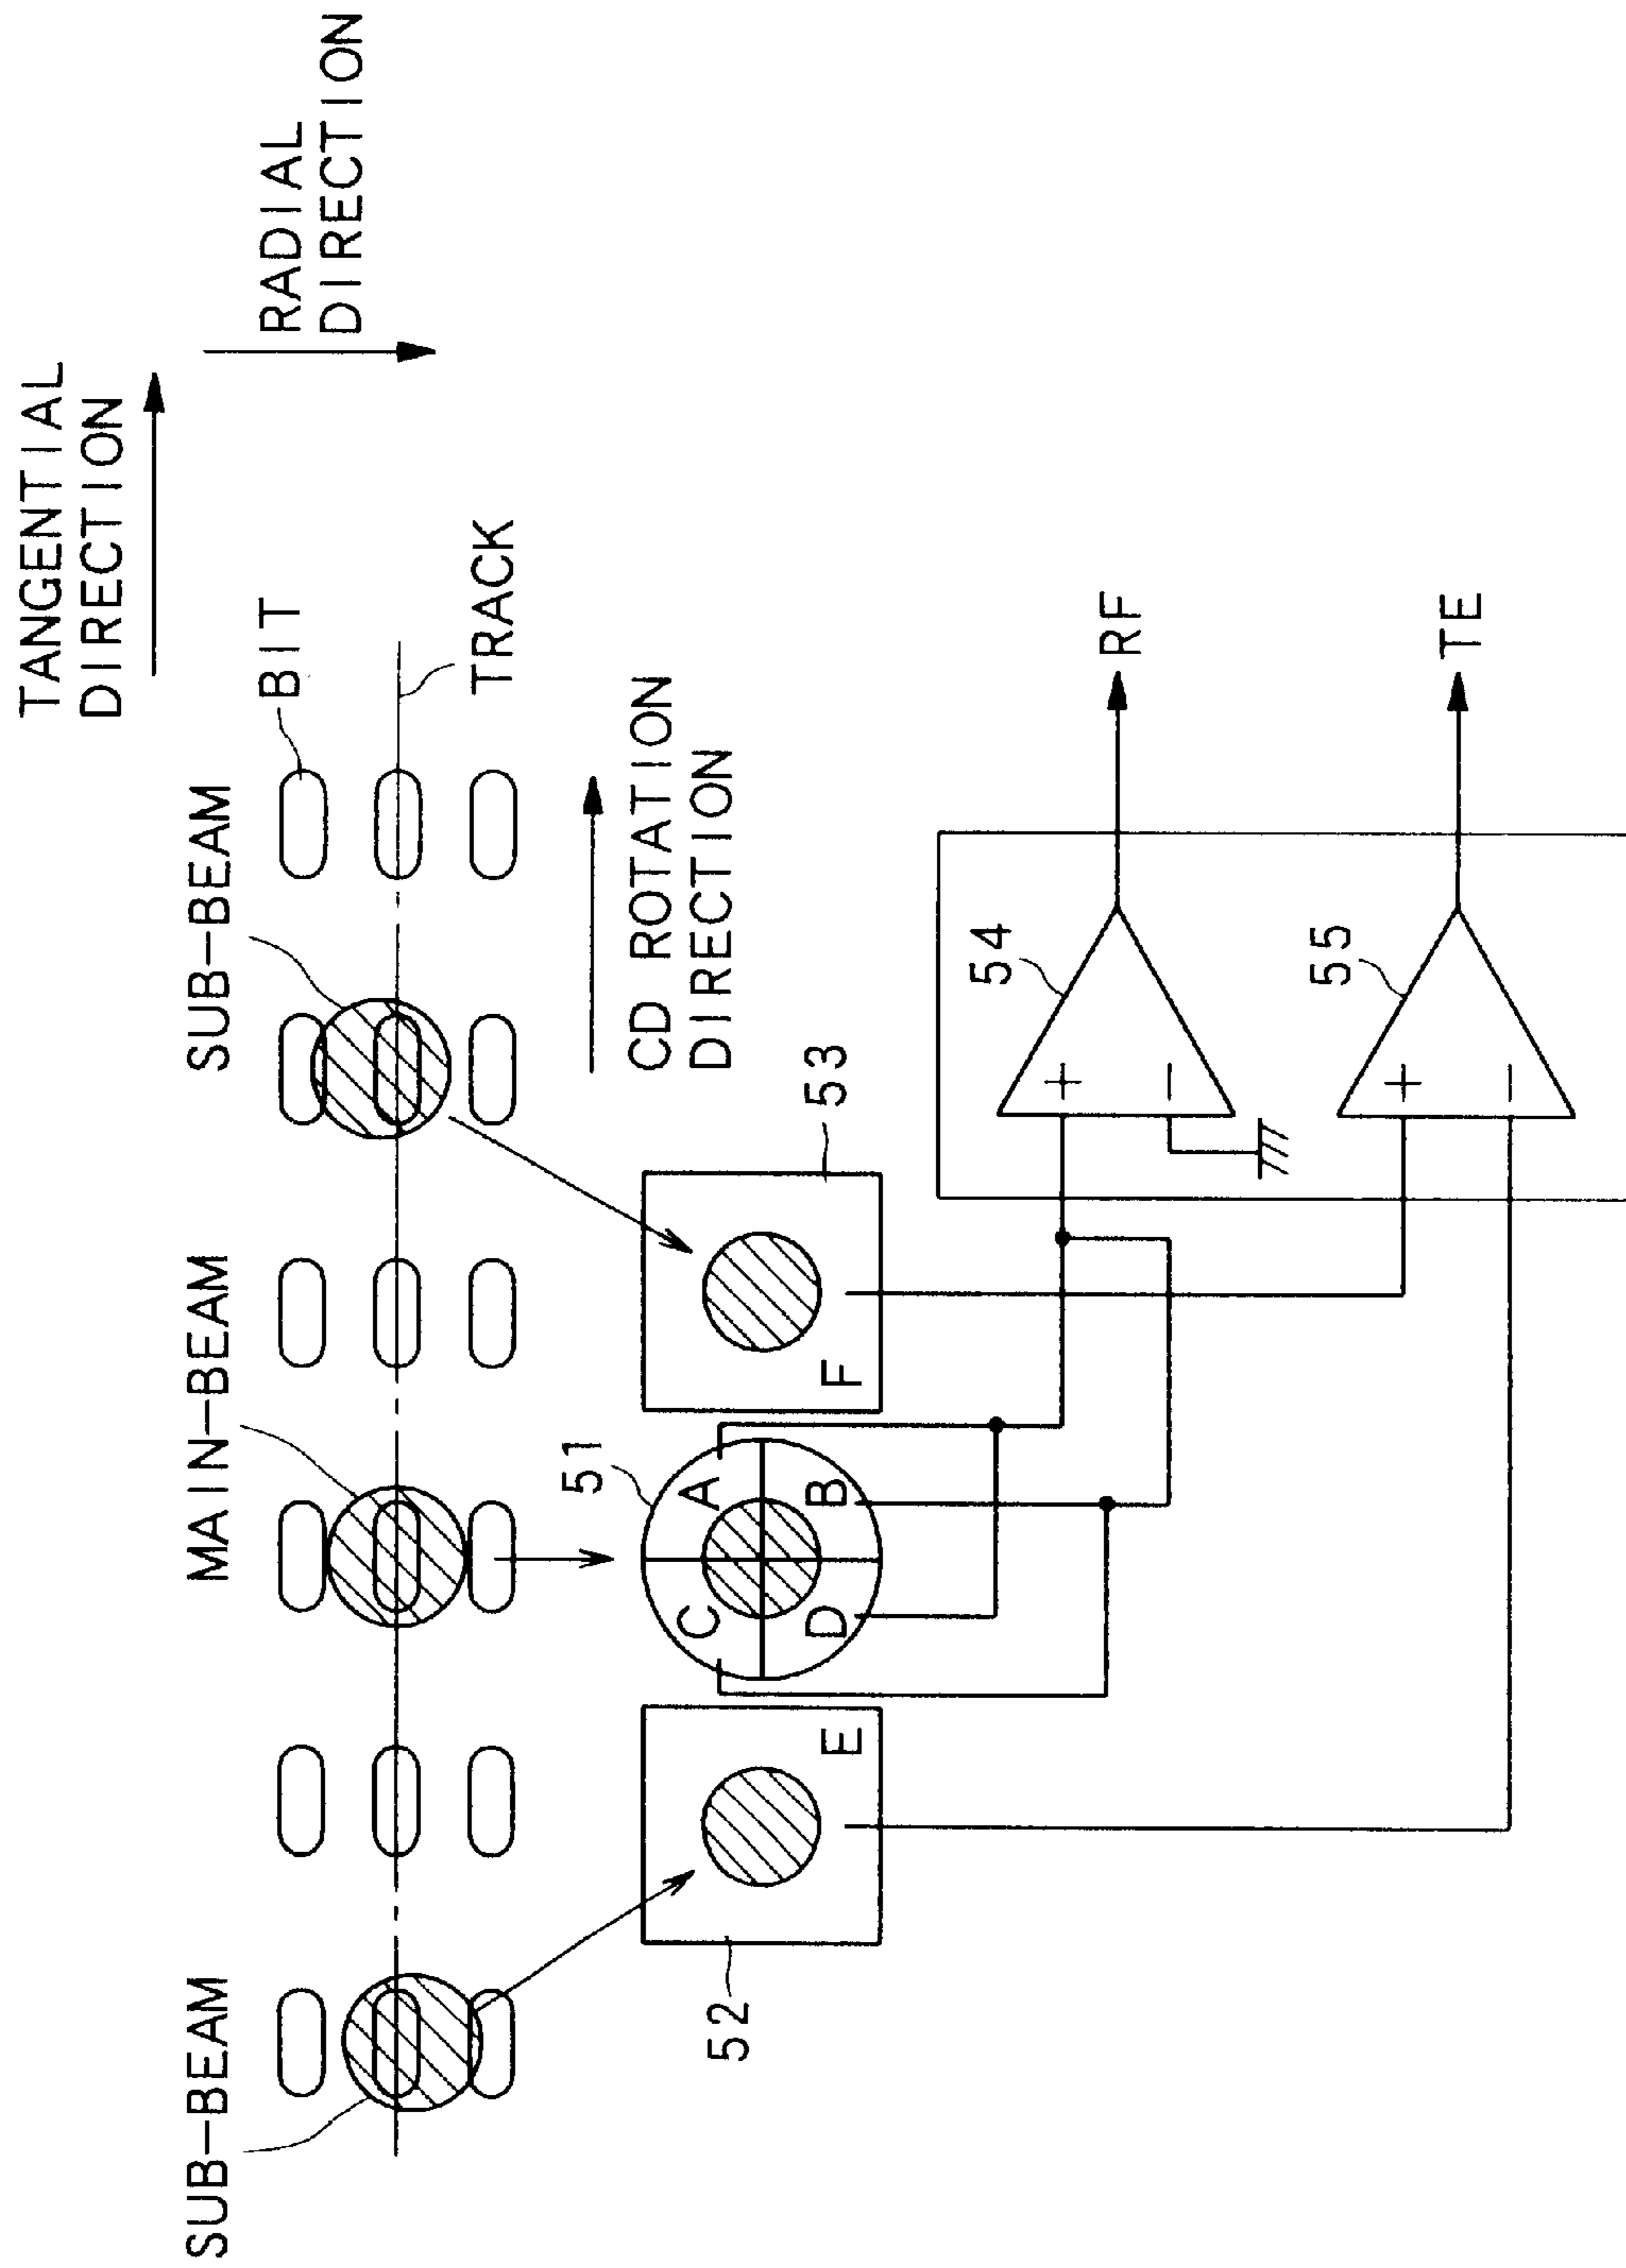 TANGENTIAL
DIRECTION
RADIAL
DIRECTION
SUB-BEAM
MAIN-BEAM
SUB-BEAM
BIT
TRACK
CD ROTATION
DIRECTION
52
E
51
A
B
C
D
F
53
54
+
−
RF
55
+
−
TE